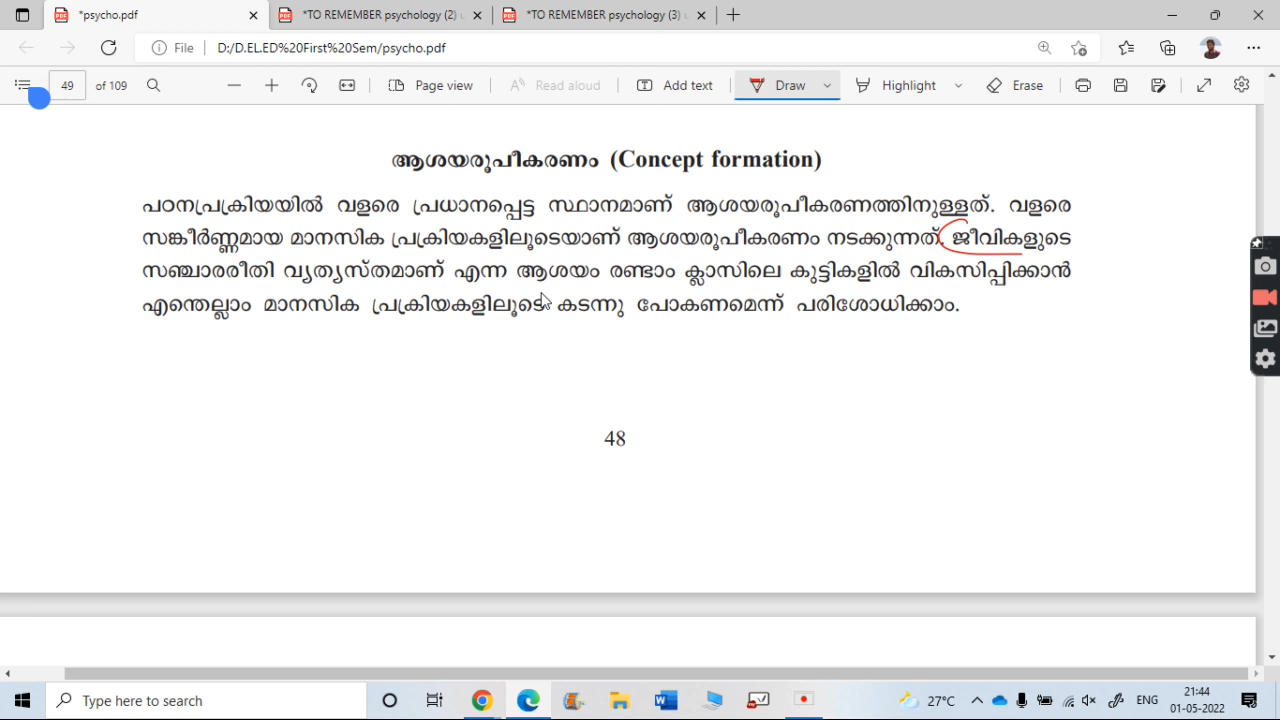 *psycho.pdf
*TO REMEMBER psychology (2)
*TO REMEMBER psychology (3)
File D:/D.EL.ED%20First%20Sem/psycho.pdf
49 of 109 Page view Read aloud Add text Draw Highlight Erase
ആശയരൂപീകരണം (Concept formation)
പഠനപ്രക്രിയയിൽ വളരെ പ്രധാനപ്പെട്ട സ്ഥാനമാണ് ആശയരൂപീകരണത്തിനുള്ളത്. വളരെ
സങ്കീർണ്ണമായ മാനസിക പ്രക്രിയകളിലൂടെയാണ് ആശയരൂപീകരണം നടക്കുന്നത്. ജീവികളുടെ
സഞ്ചാരരീതി വ്യത്യസ്തമാണ് എന്ന ആശയം രണ്ടാം ക്ലാസിലെ കുട്ടികളിൽ വികസിപ്പിക്കാൻ
എന്തെല്ലാം മാനസിക പ്രക്രിയകളിലൂടെ കടന്നു പോകണമെന്ന് പരിശോധിക്കാം.
48
Type here to search
27°C
ENG
21:44
01-05-2022